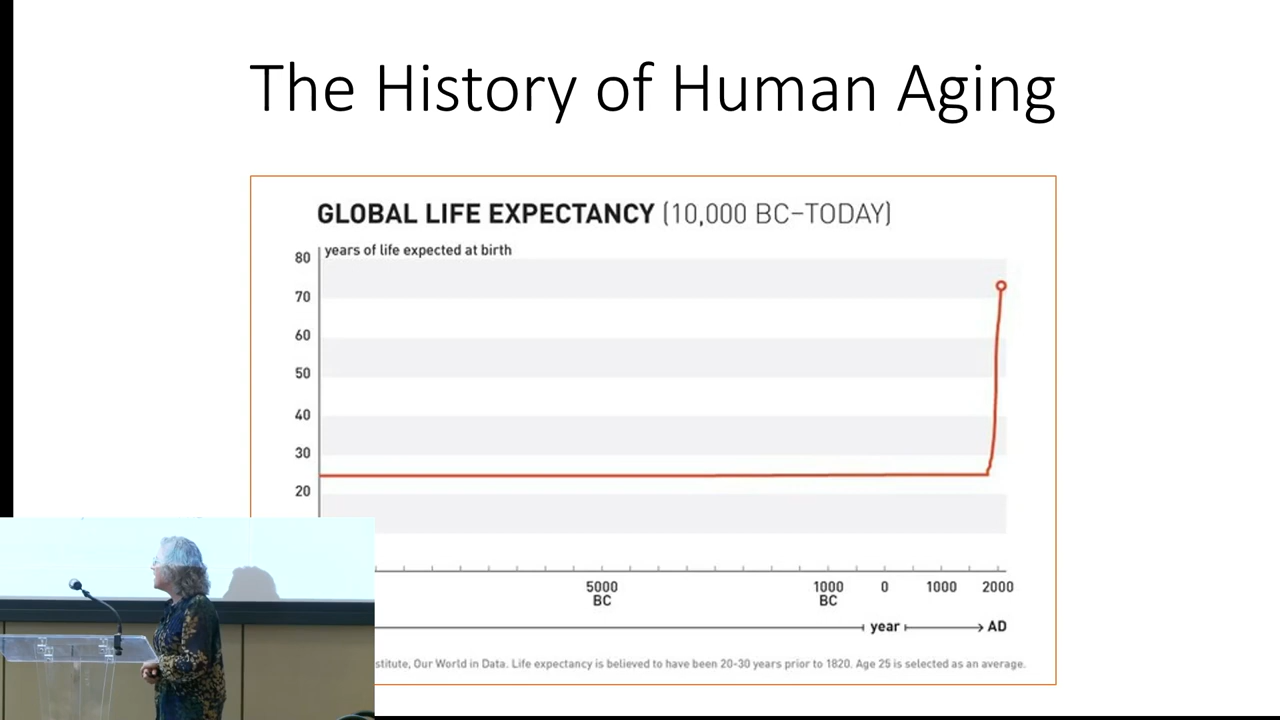 The History of Human Aging
GLOBAL LIFE EXPECTANCY (10,000 BC–TODAY)
years of life expected at birth
80
70
60
50
40
30
20
5000 BC
1000 BC
0
1000
2000
year
AD
stitute, Our World in Data. Life expectancy is believed to have been 20-30 years prior to 1820. Age 25 is selected as an average.